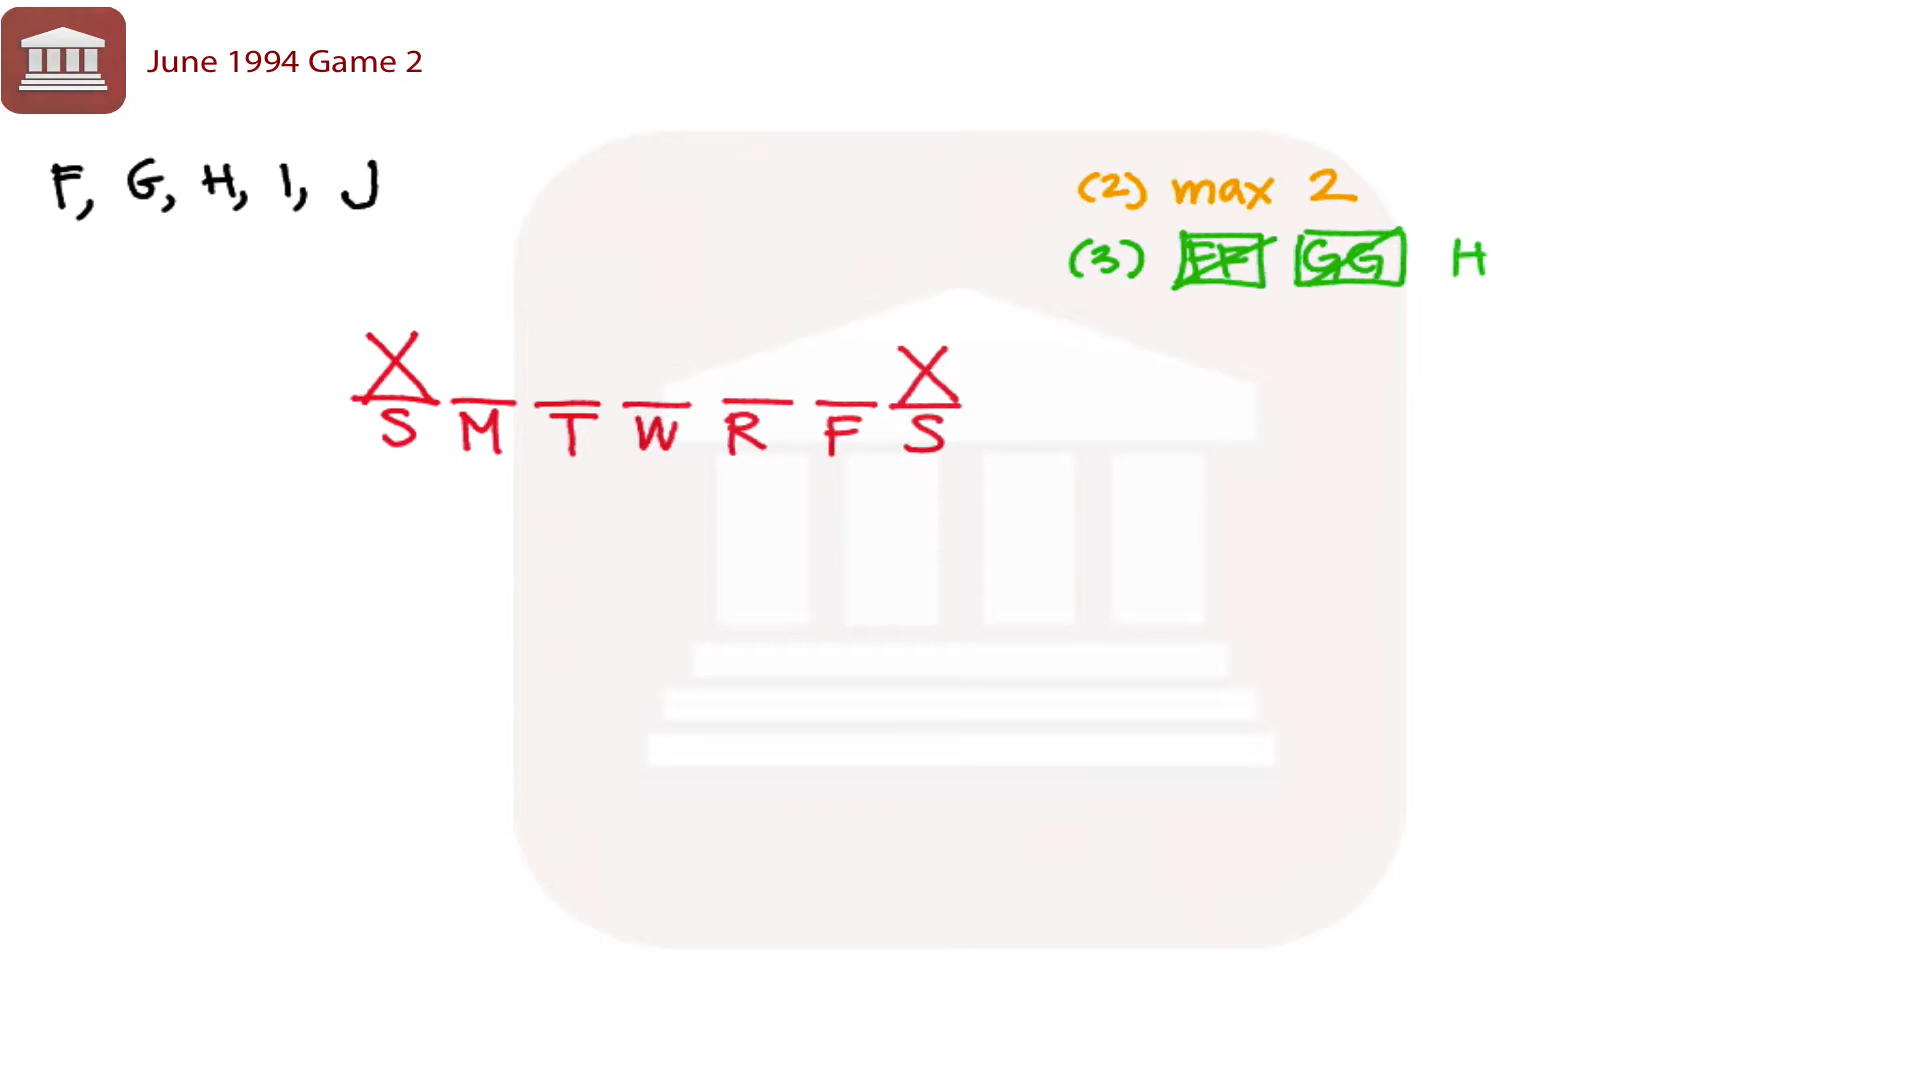 June 1994 Game 2
F, G, H, I, J
(2) max 2
(3) FF GG H
X X
S M T W R F S